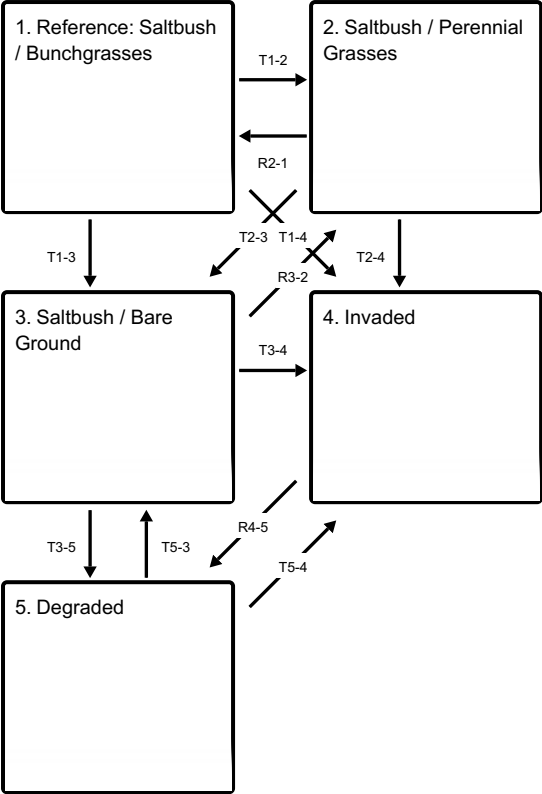 1. Reference: Saltbush
/ Bunchgrasses
T1-2
R2-1
2. Saltbush / Perennial
Grasses
T1-3
T2-3
T1-4
R3-2
T2-4
3. Saltbush / Bare
Ground
T3-4
4. Invaded
T3-5
T5-3
R4-5
T5-4
5. Degraded